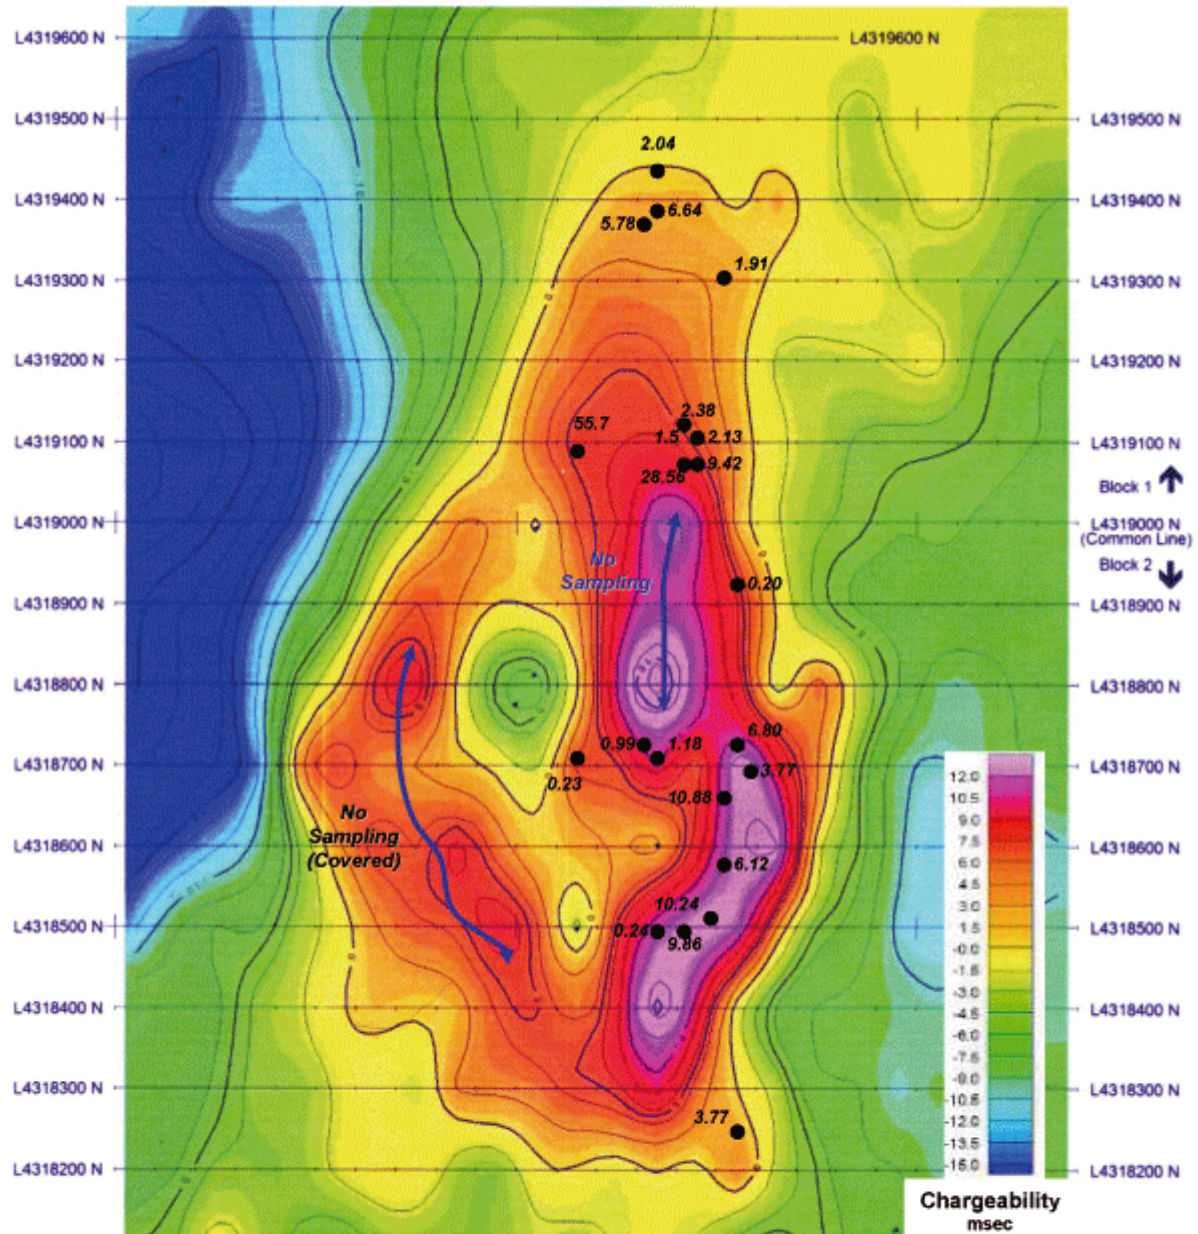 L4319600 N
L4319600 N
L4319500 N
L4319500 N
2.04
L4319400 N
L4319400 N
6.64
5.78
1.91
L4319300 N
L4319300 N
L4319200 N
L4319200 N
2.38
55.7
1.5
2.13
L4319100 N
L4319100 N
9.42
28.56
Block 1
L4319000 N
L4319000 N
(Common Line)
No
Sampling
Block 2
0.20
L4318900 N
L4318900 N
L4318800 N
L4318800 N
6.80
0.99
1.18
L4318700 N
L4318700 N
3.77
0.23
10.88
No
Sampling
(Covered)
L4318600 N
L4318600 N
6.12
10.24
L4318500 N
L4318500 N
0.24
9.86
L4318400 N
L4318400 N
L4318300 N
L4318300 N
3.77
L4318200 N
L4318200 N
12.0
10.5
9.0
7.5
6.0
4.5
3.0
1.5
-0.0
-1.5
-3.0
-4.5
-6.0
-7.5
-9.0
-10.5
-12.0
-13.5
-15.0
Chargeability
msec